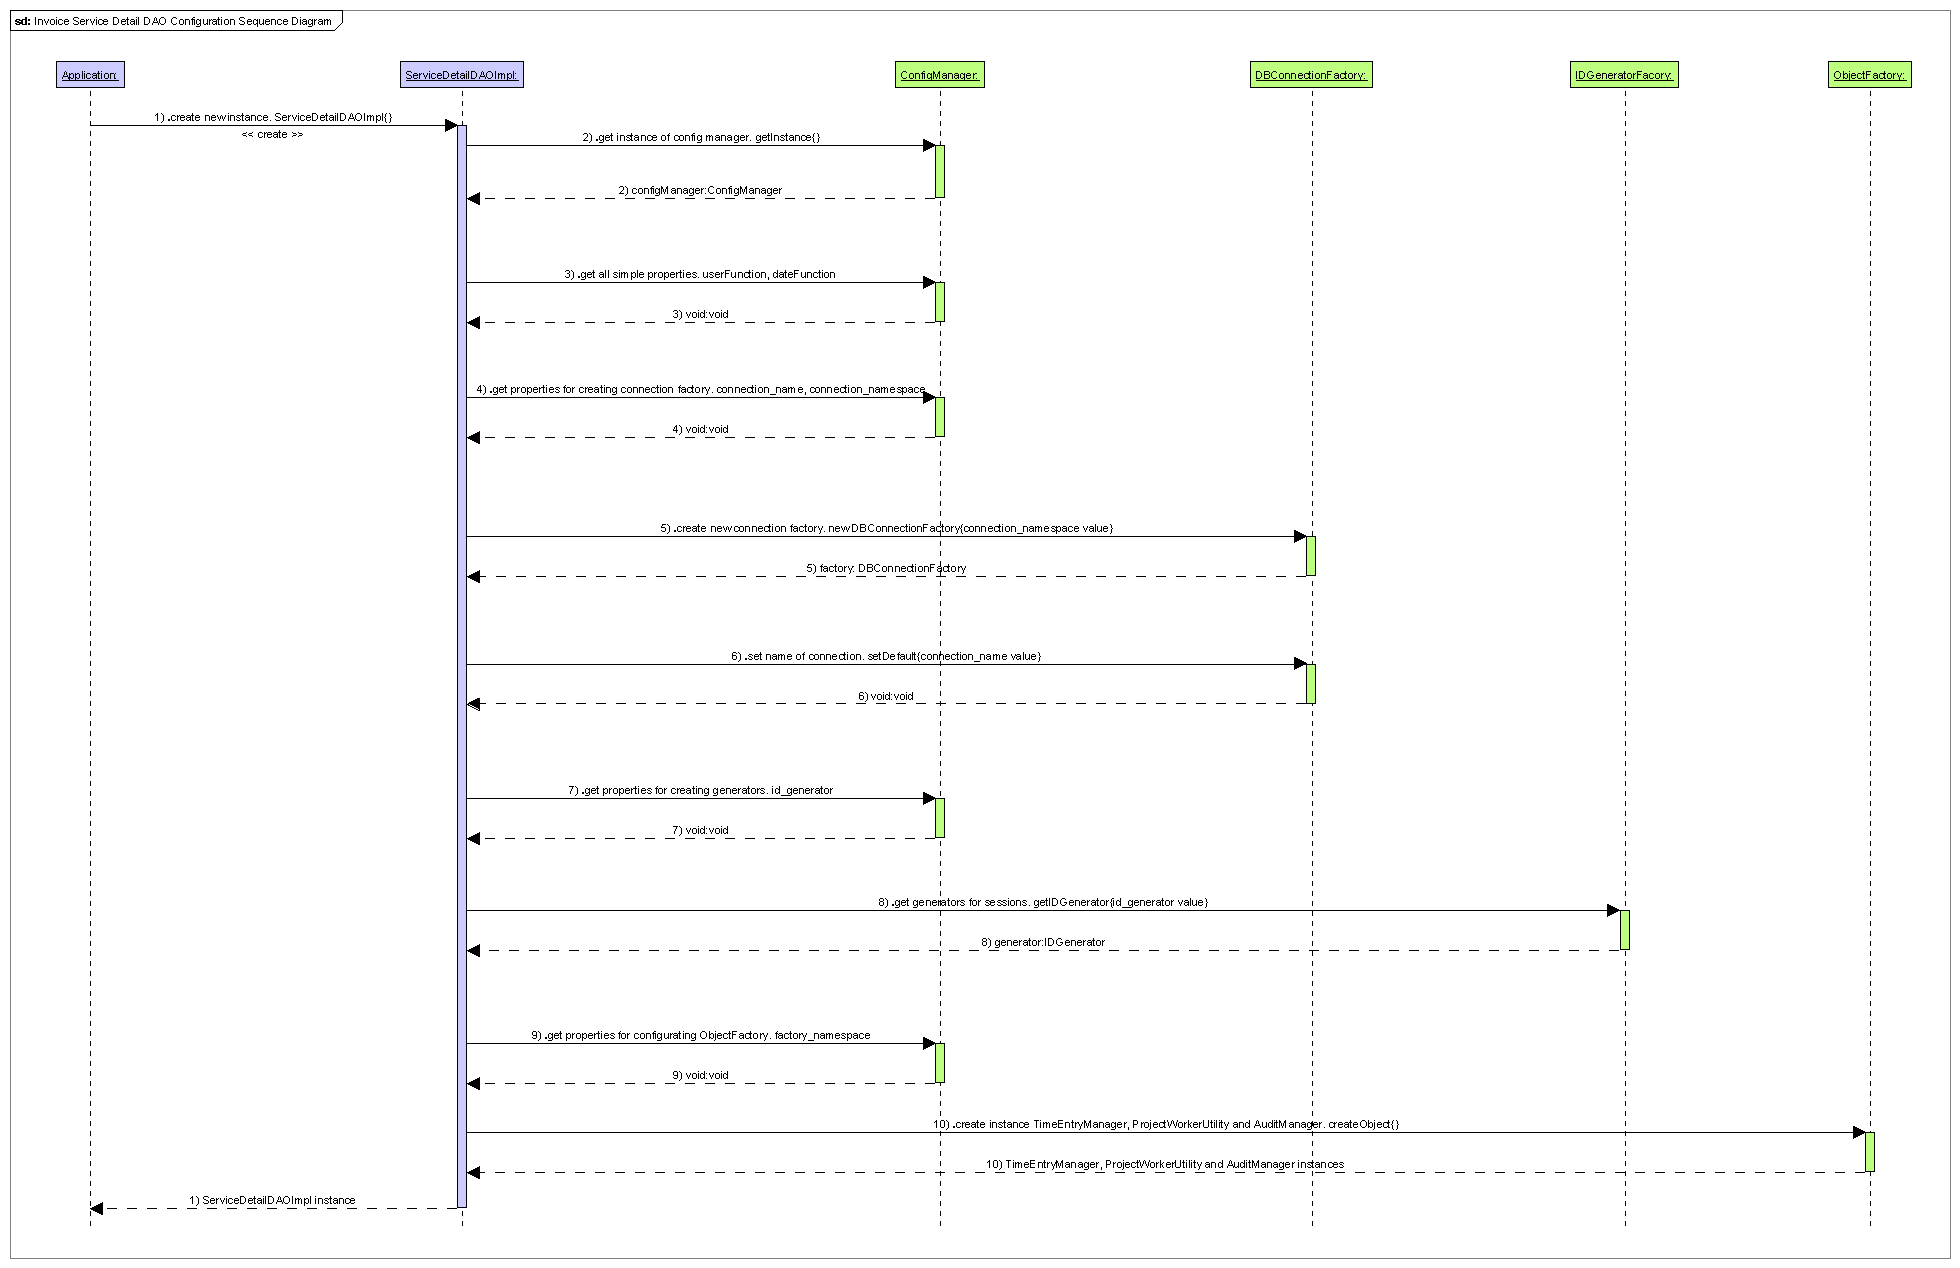 sd: Invoice Service Detail DAO Configuration Sequence Diagram
Application:
ServiceDetailDAOImpl:
ConfigManager:
DBConnectionFactory:
IDGeneratorFacory:
ObjectFactory:
1) .create new instance. ServiceDetailDAOImpl{}
<< create >>
2) .get instance of config manager. getInstance{}
2) configManager:ConfigManager
3) .get all simple properties. userFunction, dateFunction
3) void:void
4) .get properties for creating connection factory. connection_name, connection_namespace
4) void:void
5) .create new connection factory. new DBConnectionFactory{connection_namespace value}
5) factory: DBConnectionFactory
6) .set name of connection. setDefault{connection_name value}
6) void:void
7) .get properties for creating generators. id_generator
7) void:void
8) .get generators for sessions. getIDGenerator{id_generator value}
8) generator:IDGenerator
9) .get properties for configurating ObjectFactory. factory_namespace
9) void:void
10) .create instance TimeEntryManager, ProjectWorkerUtility and AuditManager. createObject{}
10) TimeEntryManager, ProjectWorkerUtility and AuditManager instances
1) ServiceDetailDAOImpl instance